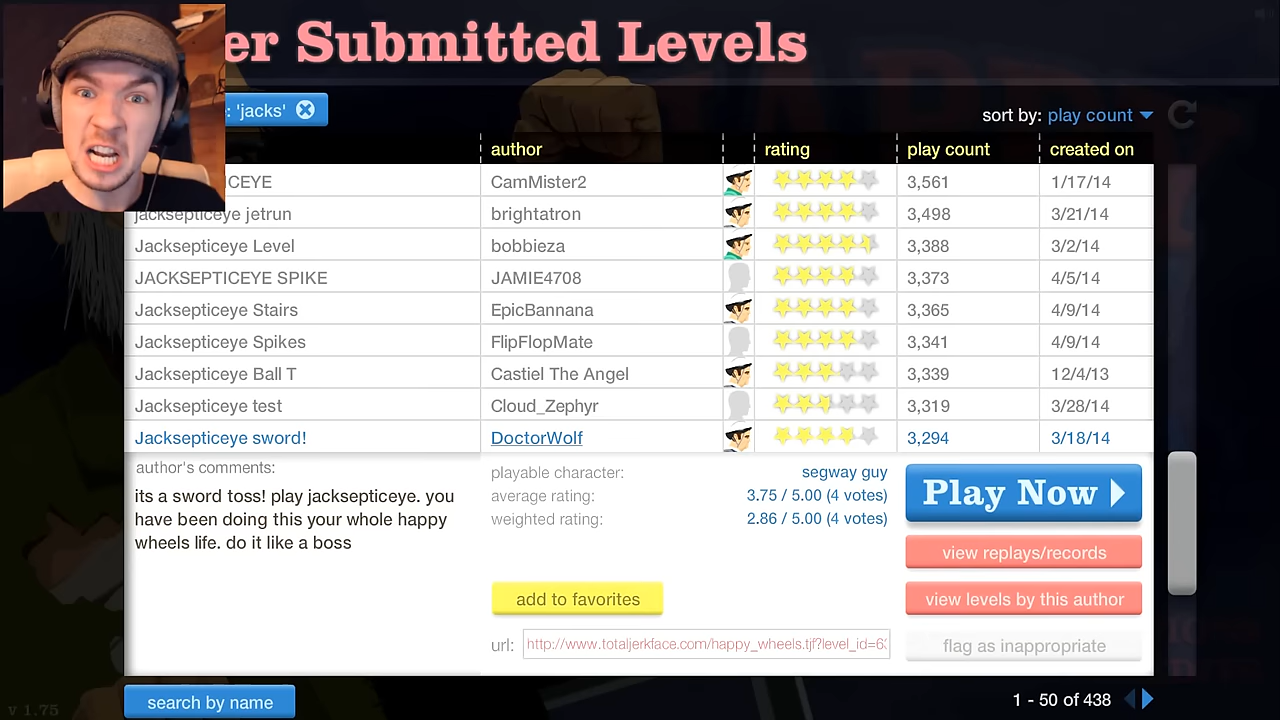 er Submitted Levels
: 'jacks'
sort by: play count
author rating play count created on
CEYE CamMister2 3,561 1/17/14
jacksepticeye jetrun brightatron 3,498 3/21/14
Jacksepticeye Level bobbieza 3,388 3/2/14
JACKSEPTICEYE SPIKE JAMIE4708 3,373 4/5/14
Jacksepticeye Stairs EpicBannana 3,365 4/9/14
Jacksepticeye Spikes FlipFlopMate 3,341 4/9/14
Jacksepticeye Ball T Castiel The Angel 3,339 12/4/13
Jacksepticeye test Cloud_Zephyr 3,319 3/28/14
Jacksepticeye sword! DoctorWolf 3,294 3/18/14
author's comments:
its a sword toss! play jacksepticeye. you
have been doing this your whole happy
wheels life. do it like a boss
playable character: segway guy
average rating: 3.75 / 5.00 (4 votes)
weighted rating: 2.86 / 5.00 (4 votes)
add to favorites
url: http://www.totaljerkface.com/happy_wheels.tjf?level_id=6
Play Now
view replays/records
view levels by this author
flag as inappropriate
v 1.75
search by name
1 - 50 of 438